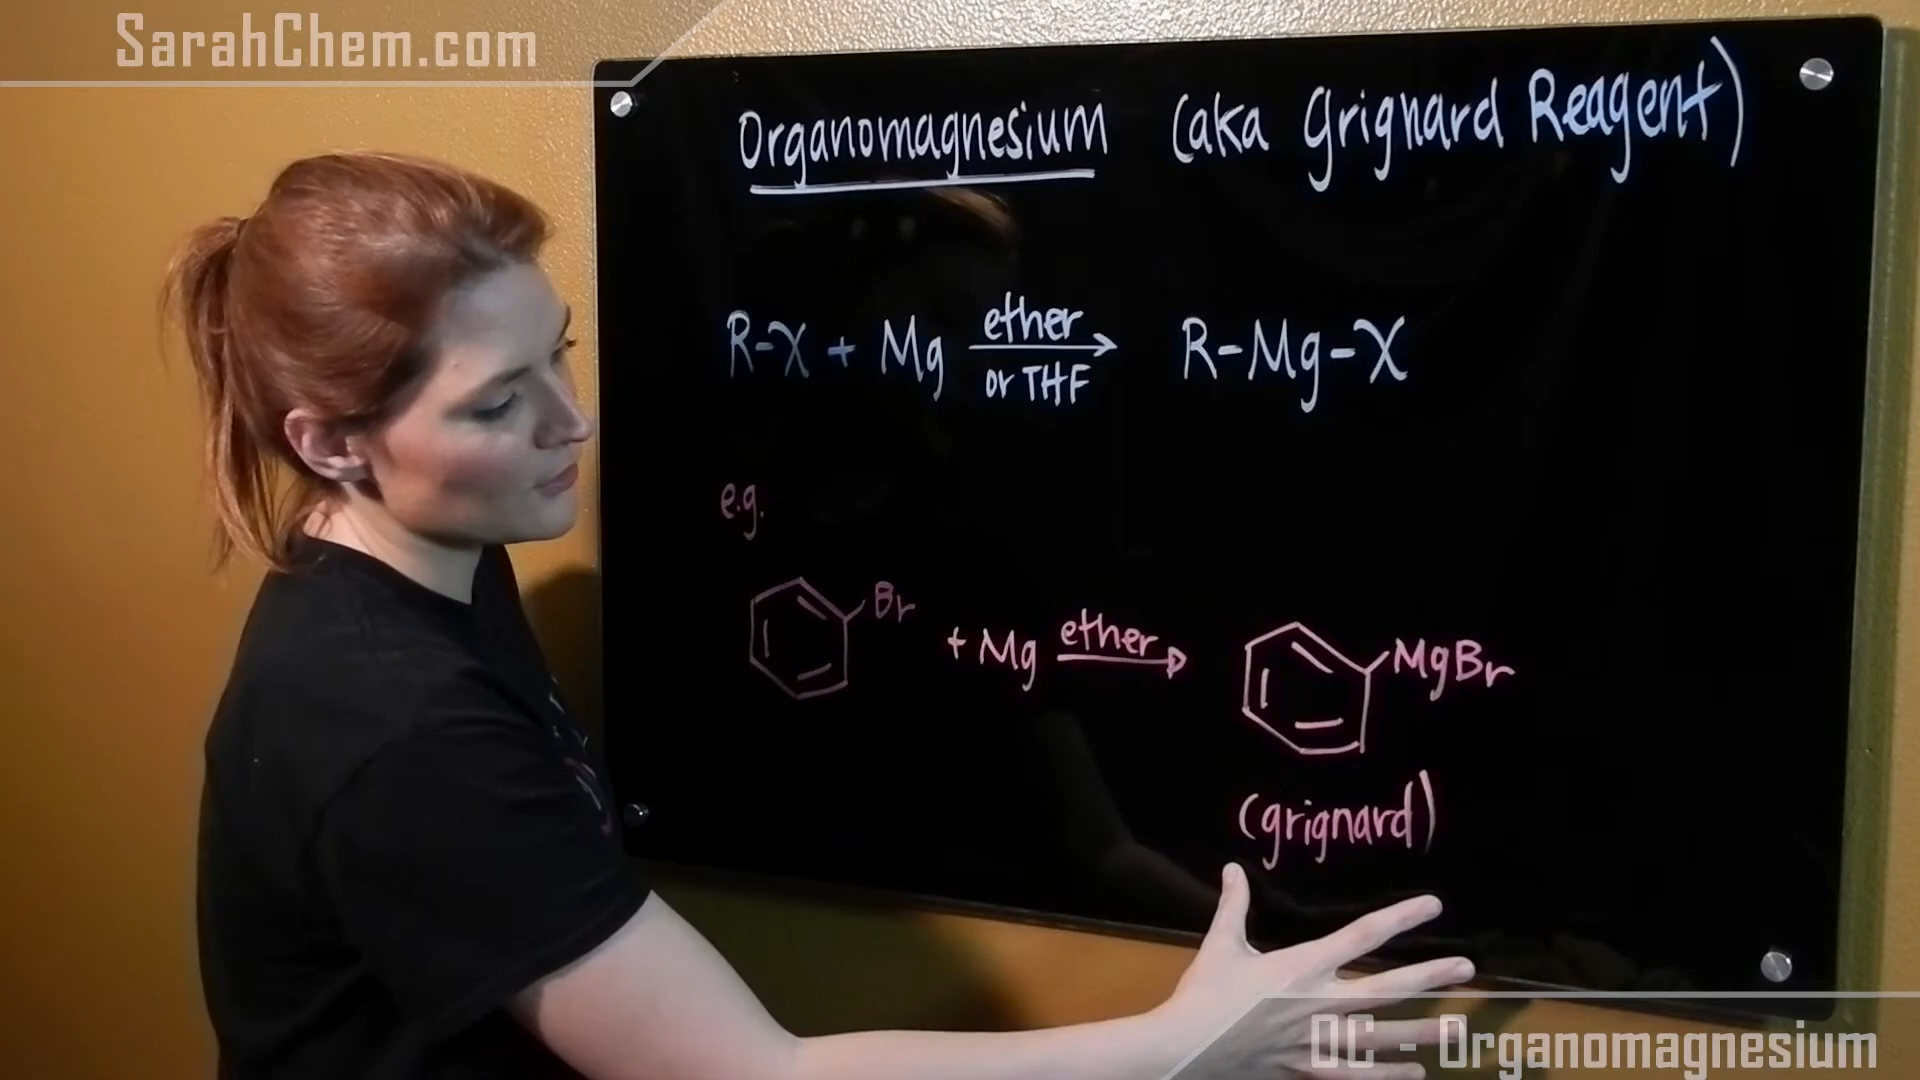 SarahChem.com
Organomagnesium (aka Grignard Reagent)
R-X + Mg ether or THF R-Mg-X
e.g.
Br + Mg ether MgBr
(grignard)
OC - Organomagnesium